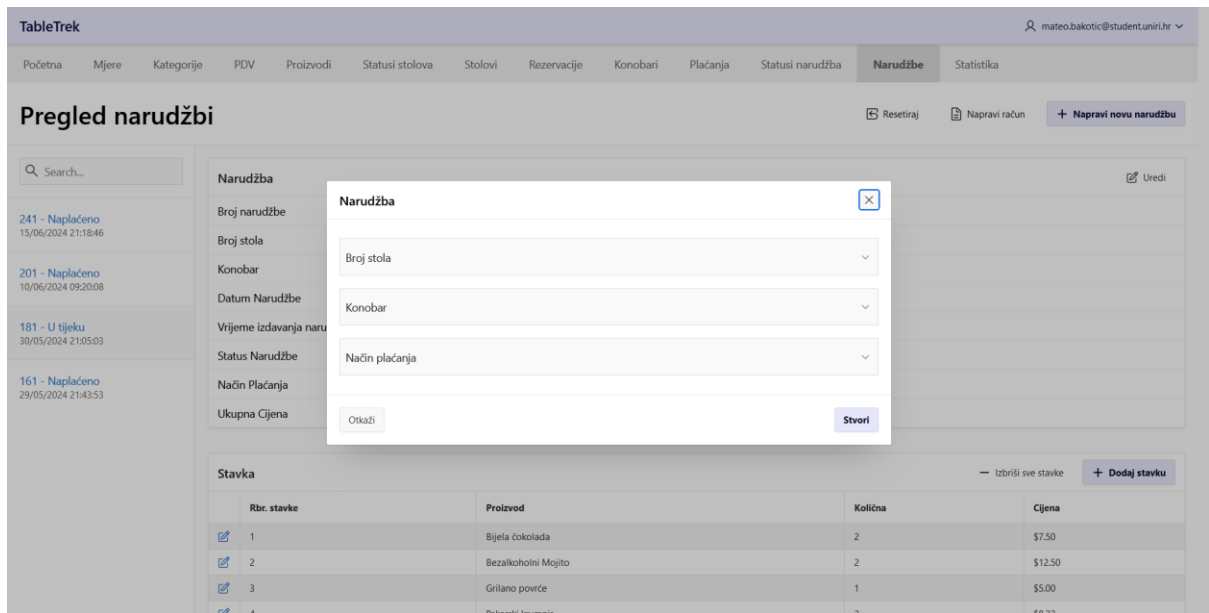 TableTrek
mateo.bakotic@student.uniri.hr
Početna Mjere Kategorije PDV Proizvodi Statusi stolova Stolovi Rezervacije Konobari Plaćanja Statusi narudžba Narudžbe Statistika
Pregled narudžbi
Resetiraj Napravi račun + Napravi novu narudžbu
Search...
241 - Naplaćeno
15/06/2024 21:18:46
201 - Naplaćeno
10/06/2024 09:20:08
181 - U tijeku
30/05/2024 21:05:03
161 - Naplaćeno
29/05/2024 21:43:53
Narudžba Uredi
Broj narudžbe
Broj stola
Konobar
Datum Narudžbe
Vrijeme izdavanja naru
Status Narudžbe
Način Plaćanja
Ukupna Cijena
Narudžba
Broj stola
Konobar
Način plaćanja
Otkaži Stvori
Stavka — Izbriši sve stavke + Dodaj stavku
Rbr. stavke Proizvod Količna Cijena
1 Bijela čokolada 2 $7.50
2 Bezalkoholni Mojito 2 $12.50
3 Grilano povrće 1 $5.00